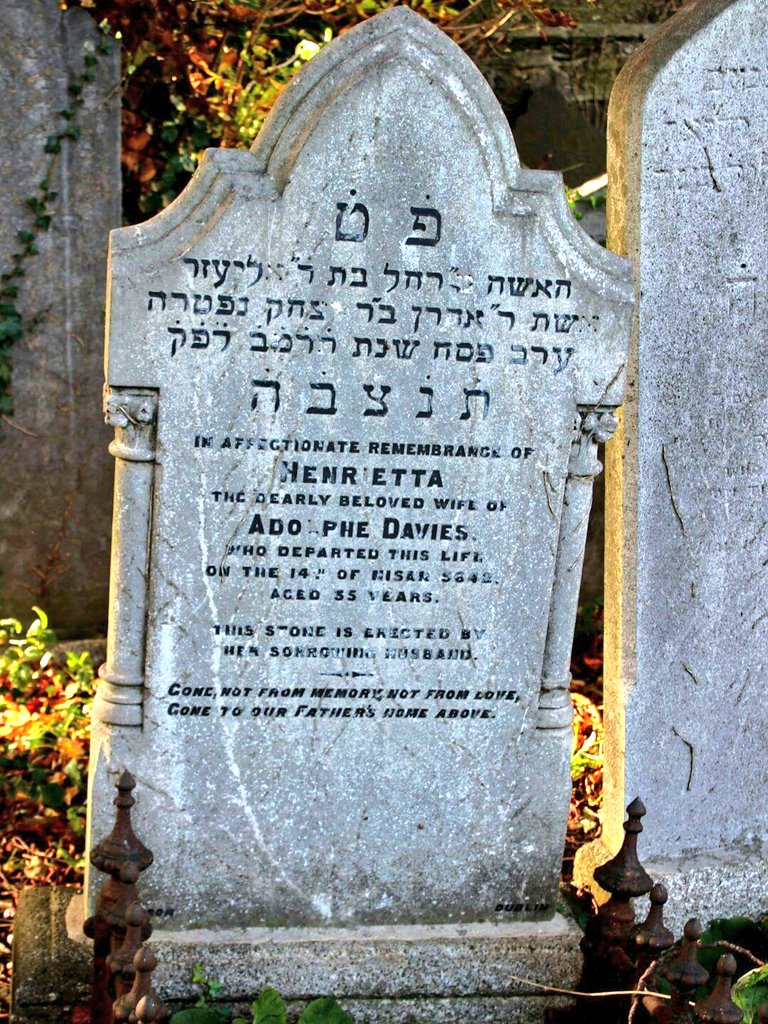 פ ט
האשה מ׳ רחל בת ר׳ אליעזר
אשת ר׳ אהרן ב״ר יצחק נפטרה
ערב פסח שנת
תנצבה
IN AFFECTIONATE REMEMBRANCE OF
HENRIETTA
THE DEARLY BELOVED WIFE OF
ADOLPHE DAVIES.
WHO DEPARTED THIS LIFE
ON THE 14TH OF NISAN 5642.
AGED 35 YEARS.
THIS STONE IS ERECTED BY
HER SORROWING HUSBAND.
GONE, NOT FROM MEMORY, NOT FROM LOVE,
GONE TO OUR FATHER'S HOME ABOVE.
DUBLIN